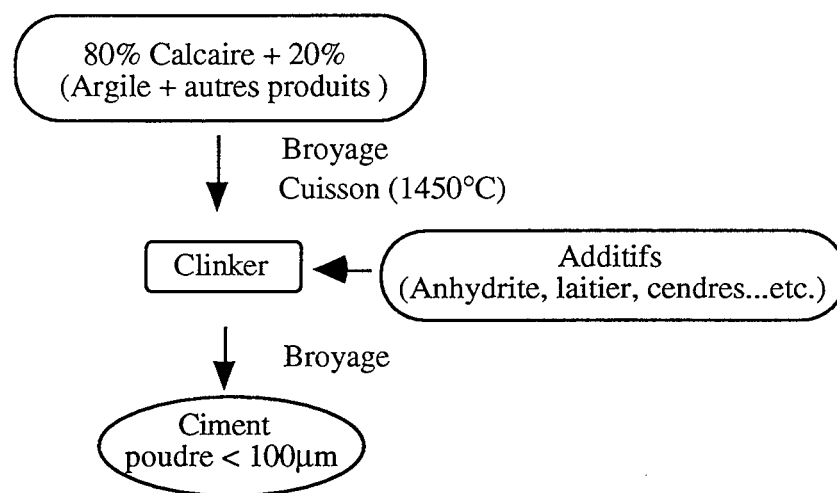 80% Calcaire + 20%
(Argile + autres produits )
Broyage
Cuisson (1450°C)
Clinker
Additifs
(Anhydrite, laitier, cendres...etc.)
Broyage
Ciment
poudre < 100µm